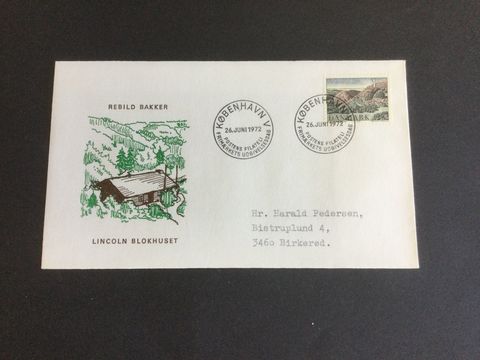 REBILD BAKKER
LINCOLN BLOKHUSET
KØBENHAVN V
26.JUNI 1972
POSTENS FILATELI
FRIMÆRKETS UDGIVELSESDAG
KØBENHAVN V
26.JUNI 1972
POSTENS FILATELI
FRIMÆRKETS UDGIVELSESDAG
DANMARK
Hr. Harald Pedersen,
Bistruplund 4,
3460 Birkerød.